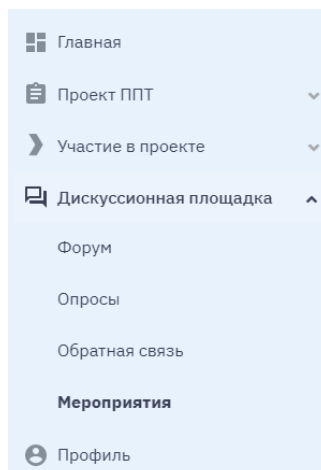 Главная
Проект ППТ
Участие в проекте
Дискуссионная площадка
Форум
Опросы
Обратная связь
Мероприятия
Профиль